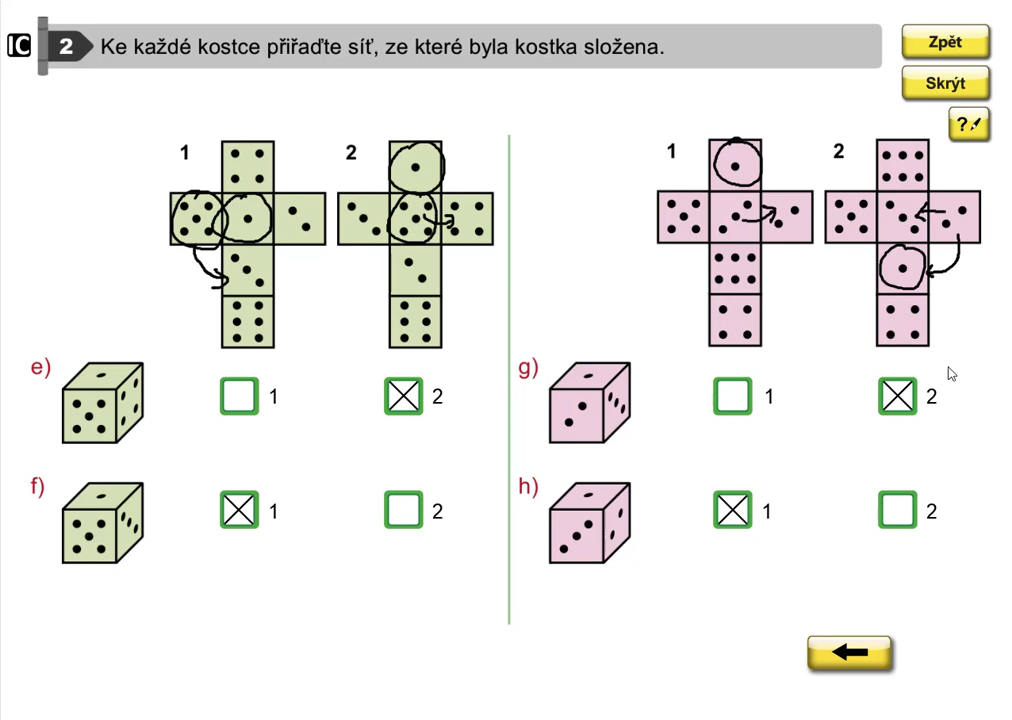 IC
2 Ke každé kostce přiřaďte síť, ze které byla kostka složena.
Zpět
Skrýt
?
1 2 1 2
e) 1 2
f) 1 2
g) 1 2
h) 1 2